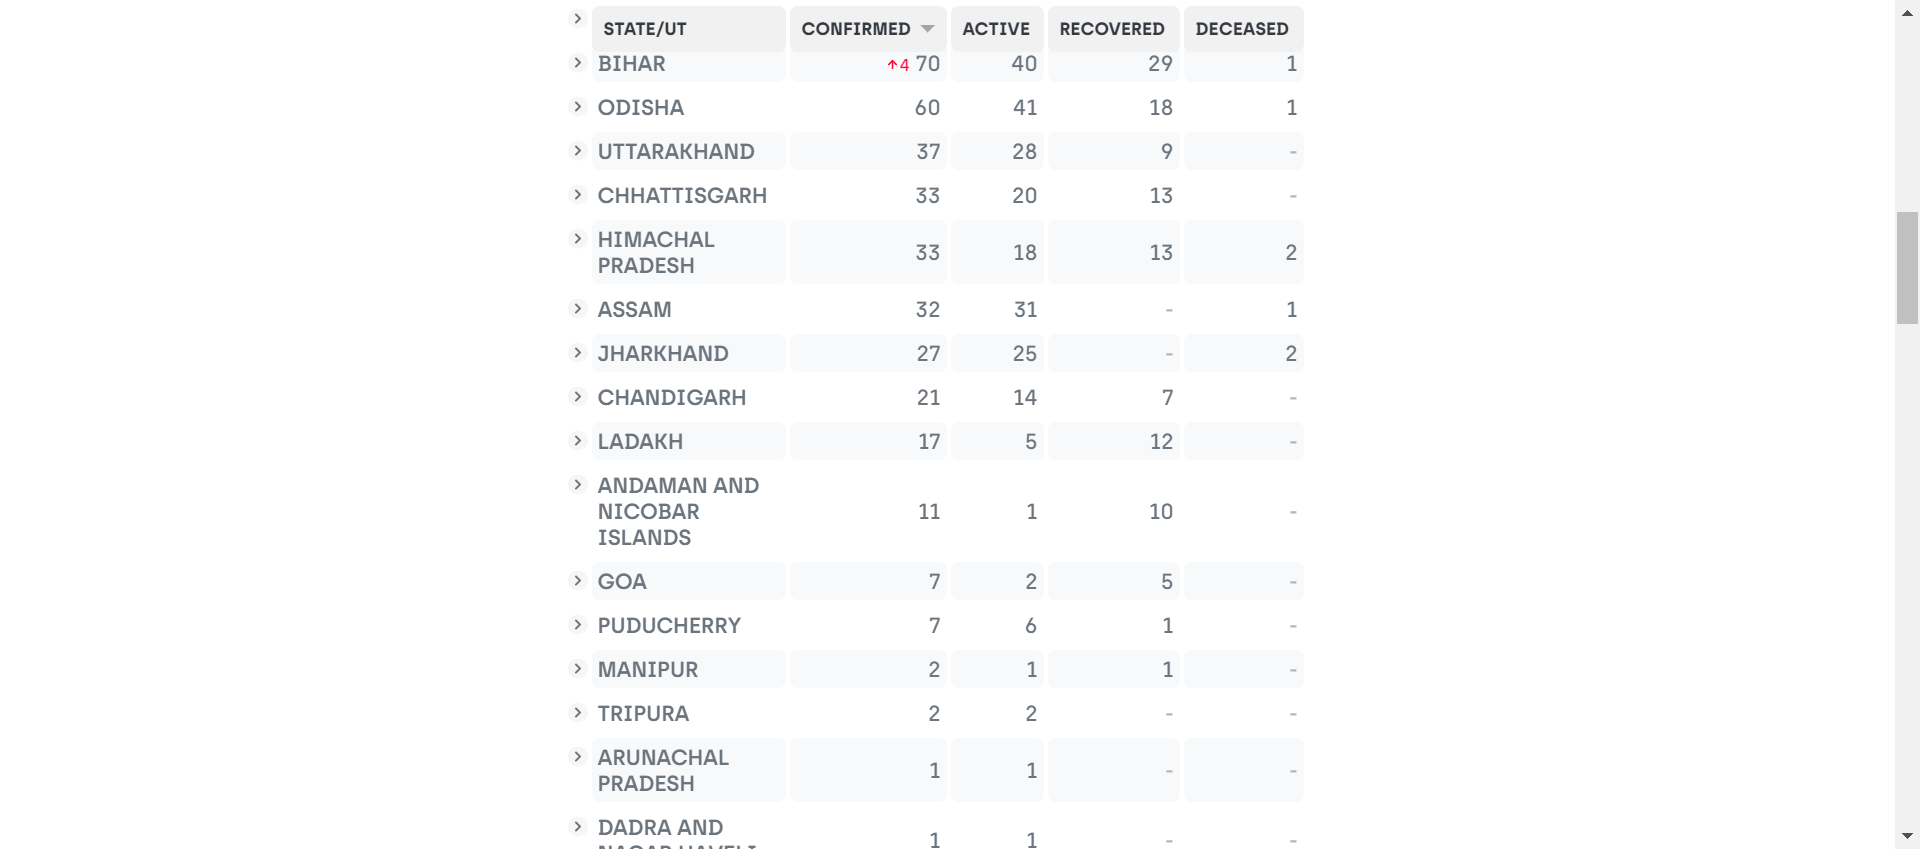 STATE/UT CONFIRMED ACTIVE RECOVERED DECEASED
BIHAR ↑4 70 40 29 1
ODISHA 60 41 18 1
UTTARAKHAND 37 28 9 -
CHHATTISGARH 33 20 13 -
HIMACHAL
PRADESH 33 18 13 2
ASSAM 32 31 - 1
JHARKHAND 27 25 - 2
CHANDIGARH 21 14 7 -
LADAKH 17 5 12 -
ANDAMAN AND
NICOBAR 11 1 10 -
ISLANDS
GOA 7 2 5 -
PUDUCHERRY 7 6 1 -
MANIPUR 2 1 1 -
TRIPURA 2 2 - -
ARUNACHAL
PRADESH 1 1 - -
DADRA AND
NAGAR HAVELI 1 1 - -